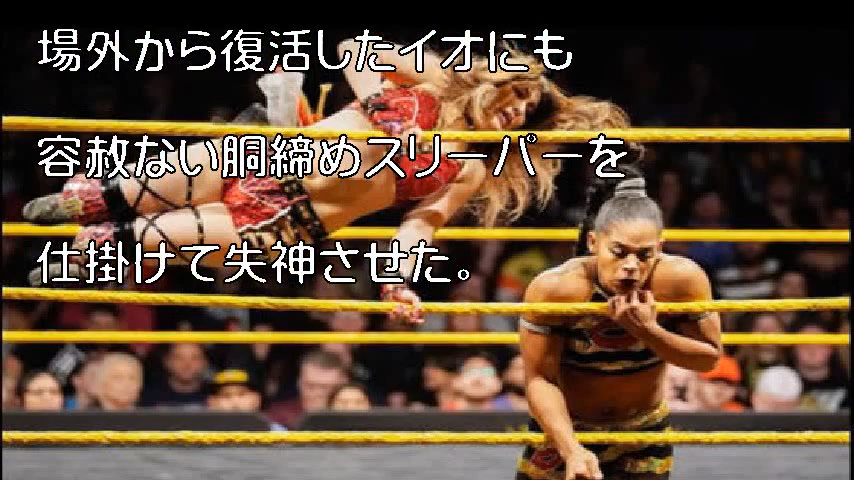 場外から復活したイオにも
容赦ない胴締めスリーパーを
仕掛けて失神させた。